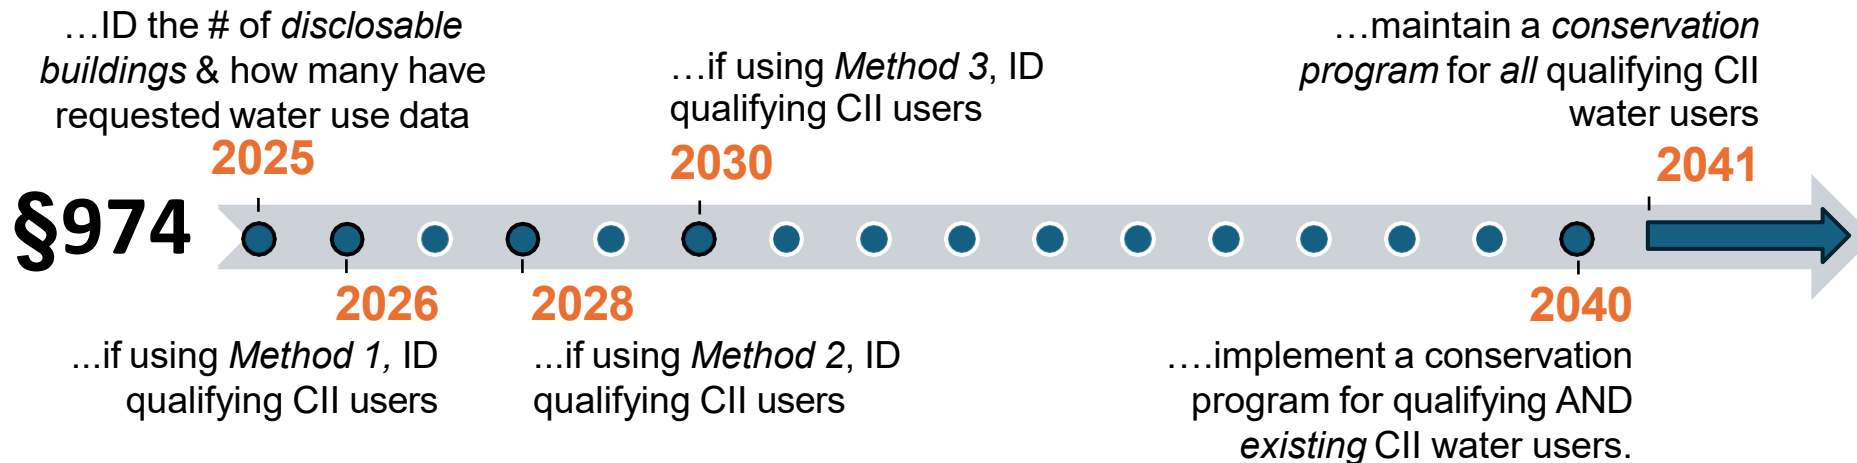 …ID the # of disclosable
buildings & how many have
requested water use data
2025
…if using Method 3, ID
qualifying CII users
2030
…maintain a conservation
program for all qualifying CII
water users
2041
§974
2026
...if using Method 1, ID
qualifying CII users
2028
...if using Method 2, ID
qualifying CII users
2040
….implement a conservation
program for qualifying AND
existing CII water users.